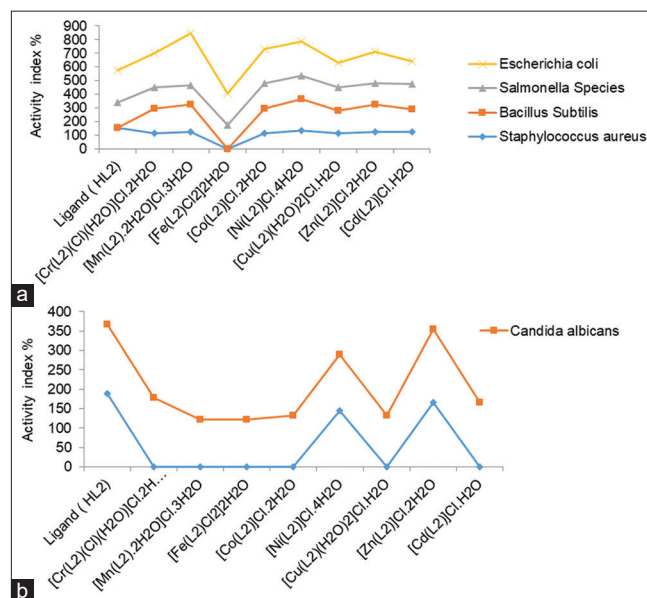 a
Activity index %
900
800
700
600
500
400
300
200
100
0
Ligand ( HL2)
[Cr(L2)(Cl)(H2O)]Cl.2H2O
[Mn(L2).2H2O]Cl.3H2O
[Fe(L2)Cl2]2H2O
[Co(L2)]Cl.2H2O
[Ni(L2)]Cl.4H2O
[Cu(L2)(H2O)2]Cl.H2O
[Zn(L2)]Cl.2H2O
[Cd(L2)]Cl.H2O
Escherichia coli
Salmonella Species
Bacillus Subtilis
Staphylococcus aureus
b
Activity index %
400
350
300
250
200
150
100
50
0
Ligand ( HL2)
[Cr(L2)(Cl)(H2O)]Cl.2H...
[Mn(L2).2H2O]Cl.3H2O
[Fe(L2)Cl2]2H2O
[Co(L2)]Cl.2H2O
[Ni(L2)]Cl.4H2O
[Cu(L2)(H2O)2]Cl.H2O
[Zn(L2)]Cl.2H2O
[Cd(L2)]Cl.H2O
Candida albicans